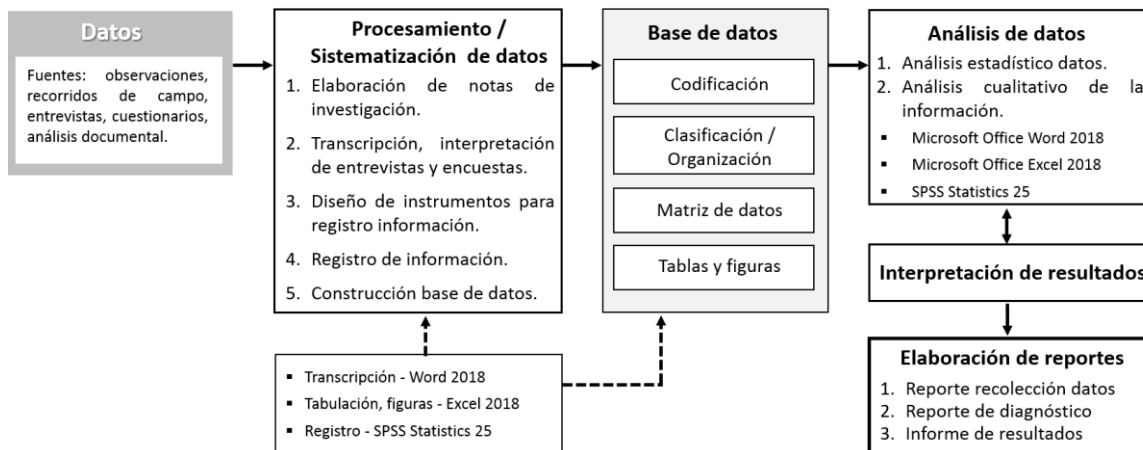 Datos
Fuentes: observaciones,
recorridos de campo,
entrevistas, cuestionarios,
análisis documental.
Procesamiento /
Sistematización de datos
1. Elaboración de notas de
investigación.
2. Transcripción, interpretación
de entrevistas y encuestas.
3. Diseño de instrumentos para
registro información.
4. Registro de información.
5. Construcción base de datos.
▪ Transcripción - Word 2018
▪ Tabulación, figuras - Excel 2018
▪ Registro - SPSS Statistics 25
Base de datos
Codificación
Clasificación /
Organización
Matriz de datos
Tablas y figuras
Análisis de datos
1. Análisis estadístico datos.
2. Análisis cualitativo de la
información.
▪ Microsoft Office Word 2018
▪ Microsoft Office Excel 2018
▪ SPSS Statistics 25
Interpretación de resultados
Elaboración de reportes
1. Reporte recolección datos
2. Reporte de diagnóstico
3. Informe de resultados